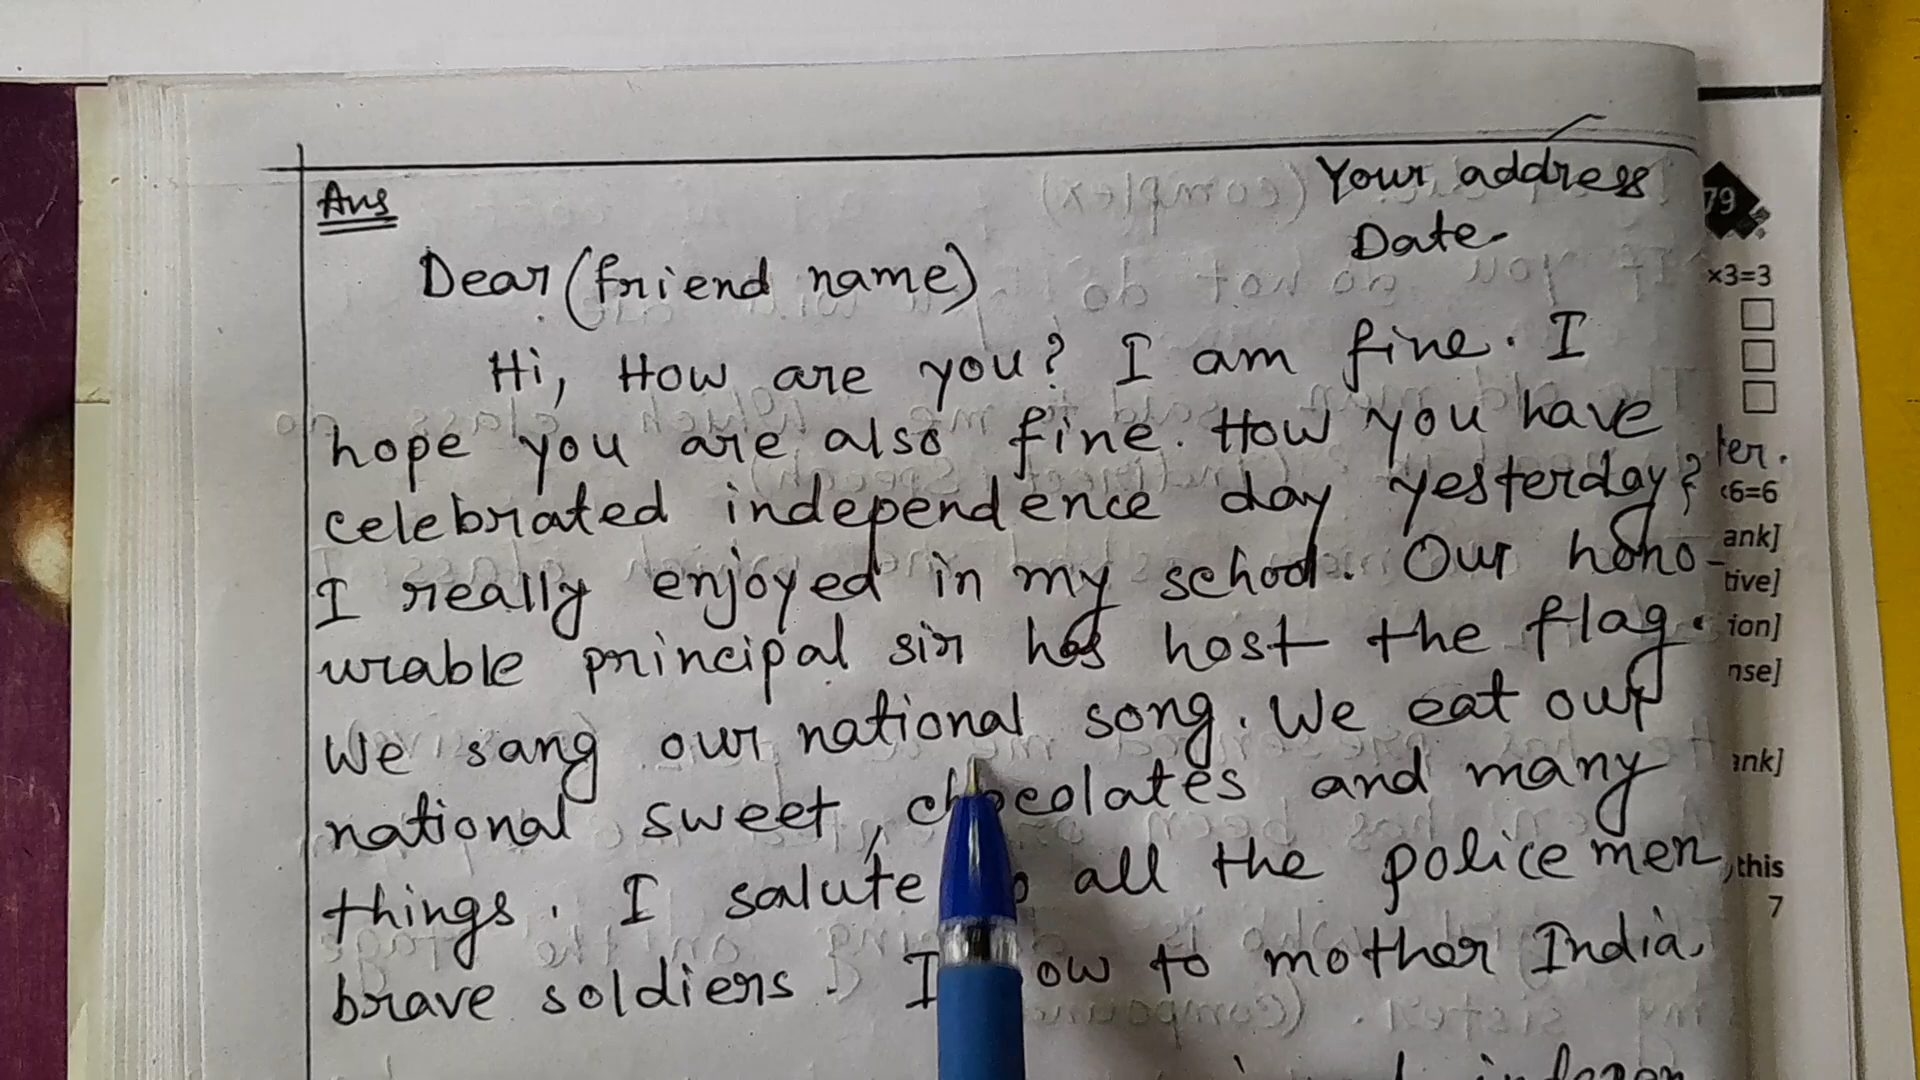 Your address
Ans
Date-
Dear (friend name)
Hi, How are you? I am fine. I
hope you are also fine. How you have
celebrated independence day yesterday?
I really enjoyed in my school. Our hono-
urable principal sir has host the flag.
We sang our national song. We eat our
national sweet, chocolates and many
things. I salute all the policemen,
brave soldiers. I to mother India.
79
×3=3
ter.
×6=6
ank]
tive]
ion]
nse]
ank]
this
7